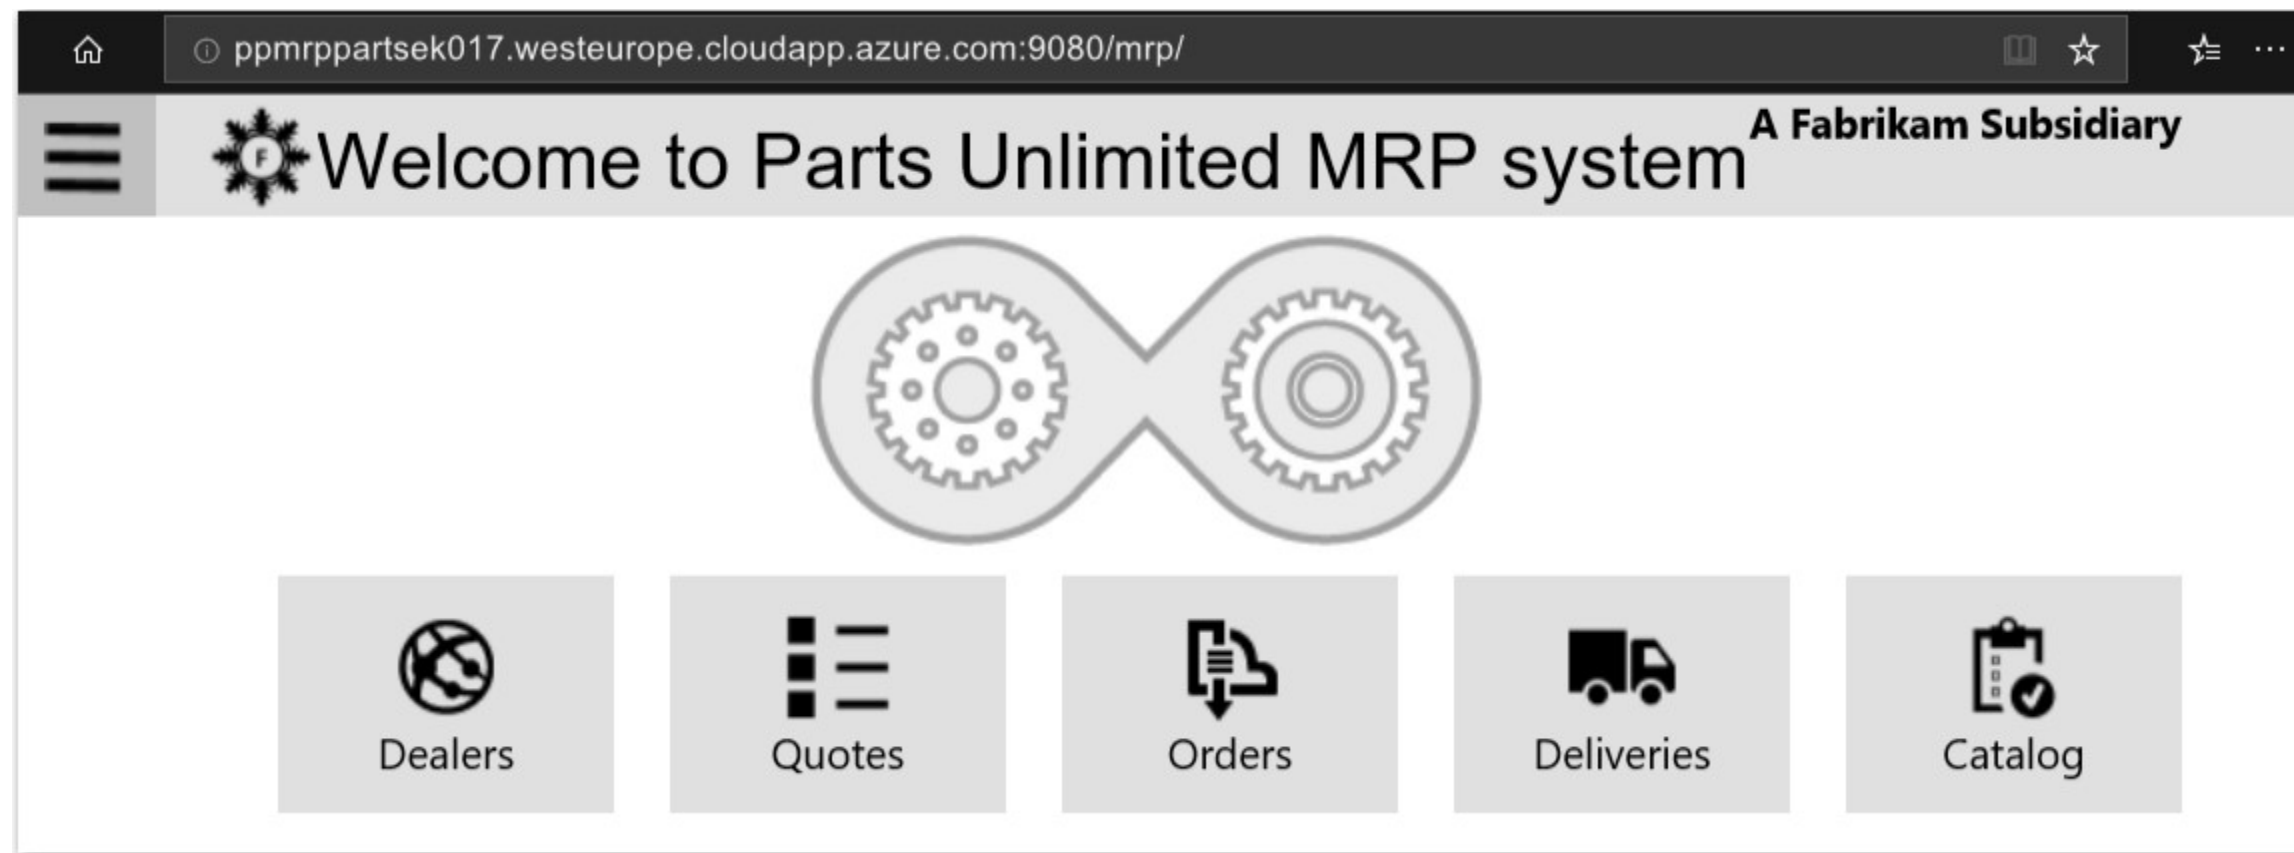 ppmrppartsek017.westeurope.cloudapp.azure.com:9080/mrp/
F Welcome to Parts Unlimited MRP system A Fabrikam Subsidiary
Dealers Quotes Orders Deliveries Catalog